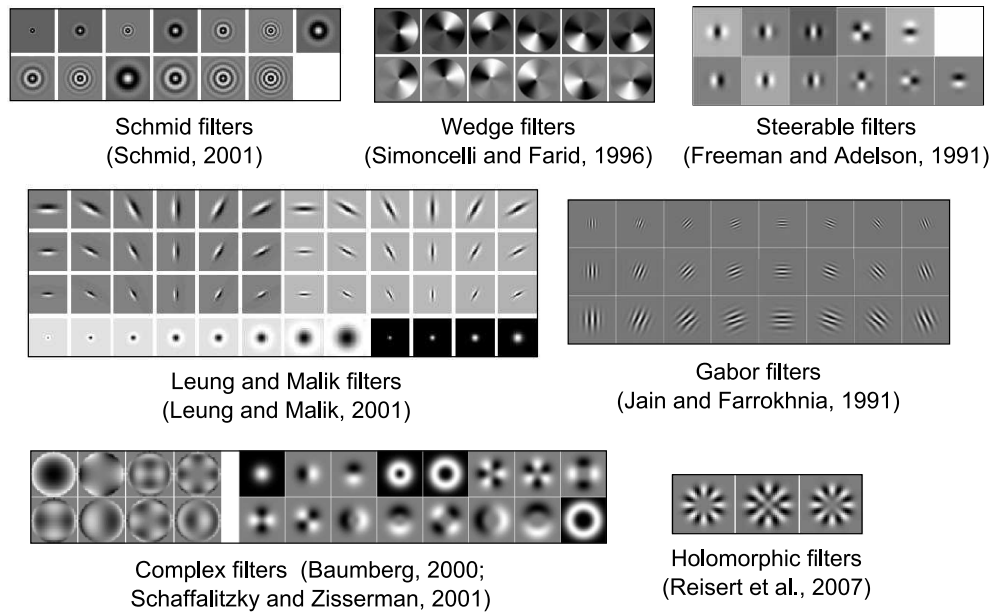 Schmid filters
(Schmid, 2001)
Wedge filters
(Simoncelli and Farid, 1996)
Steerable filters
(Freeman and Adelson, 1991)
Leung and Malik filters
(Leung and Malik, 2001)
Gabor filters
(Jain and Farrokhnia, 1991)
Complex filters (Baumberg, 2000;
Schaffalitzky and Zisserman, 2001)
Holomorphic filters
(Reisert et al., 2007)